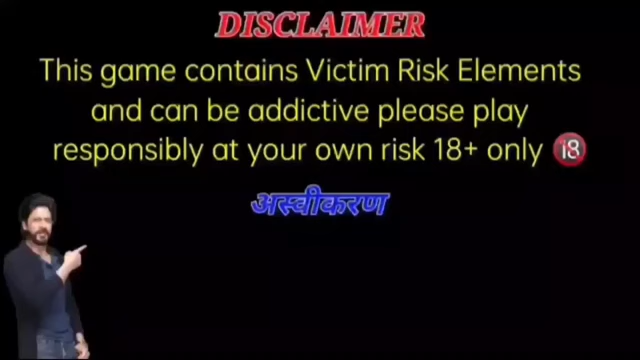 DISCLAIMER
This game contains Victim Risk Elements
and can be addictive please play
responsibly at your own risk 18+ only 🔞
अस्वीकरण